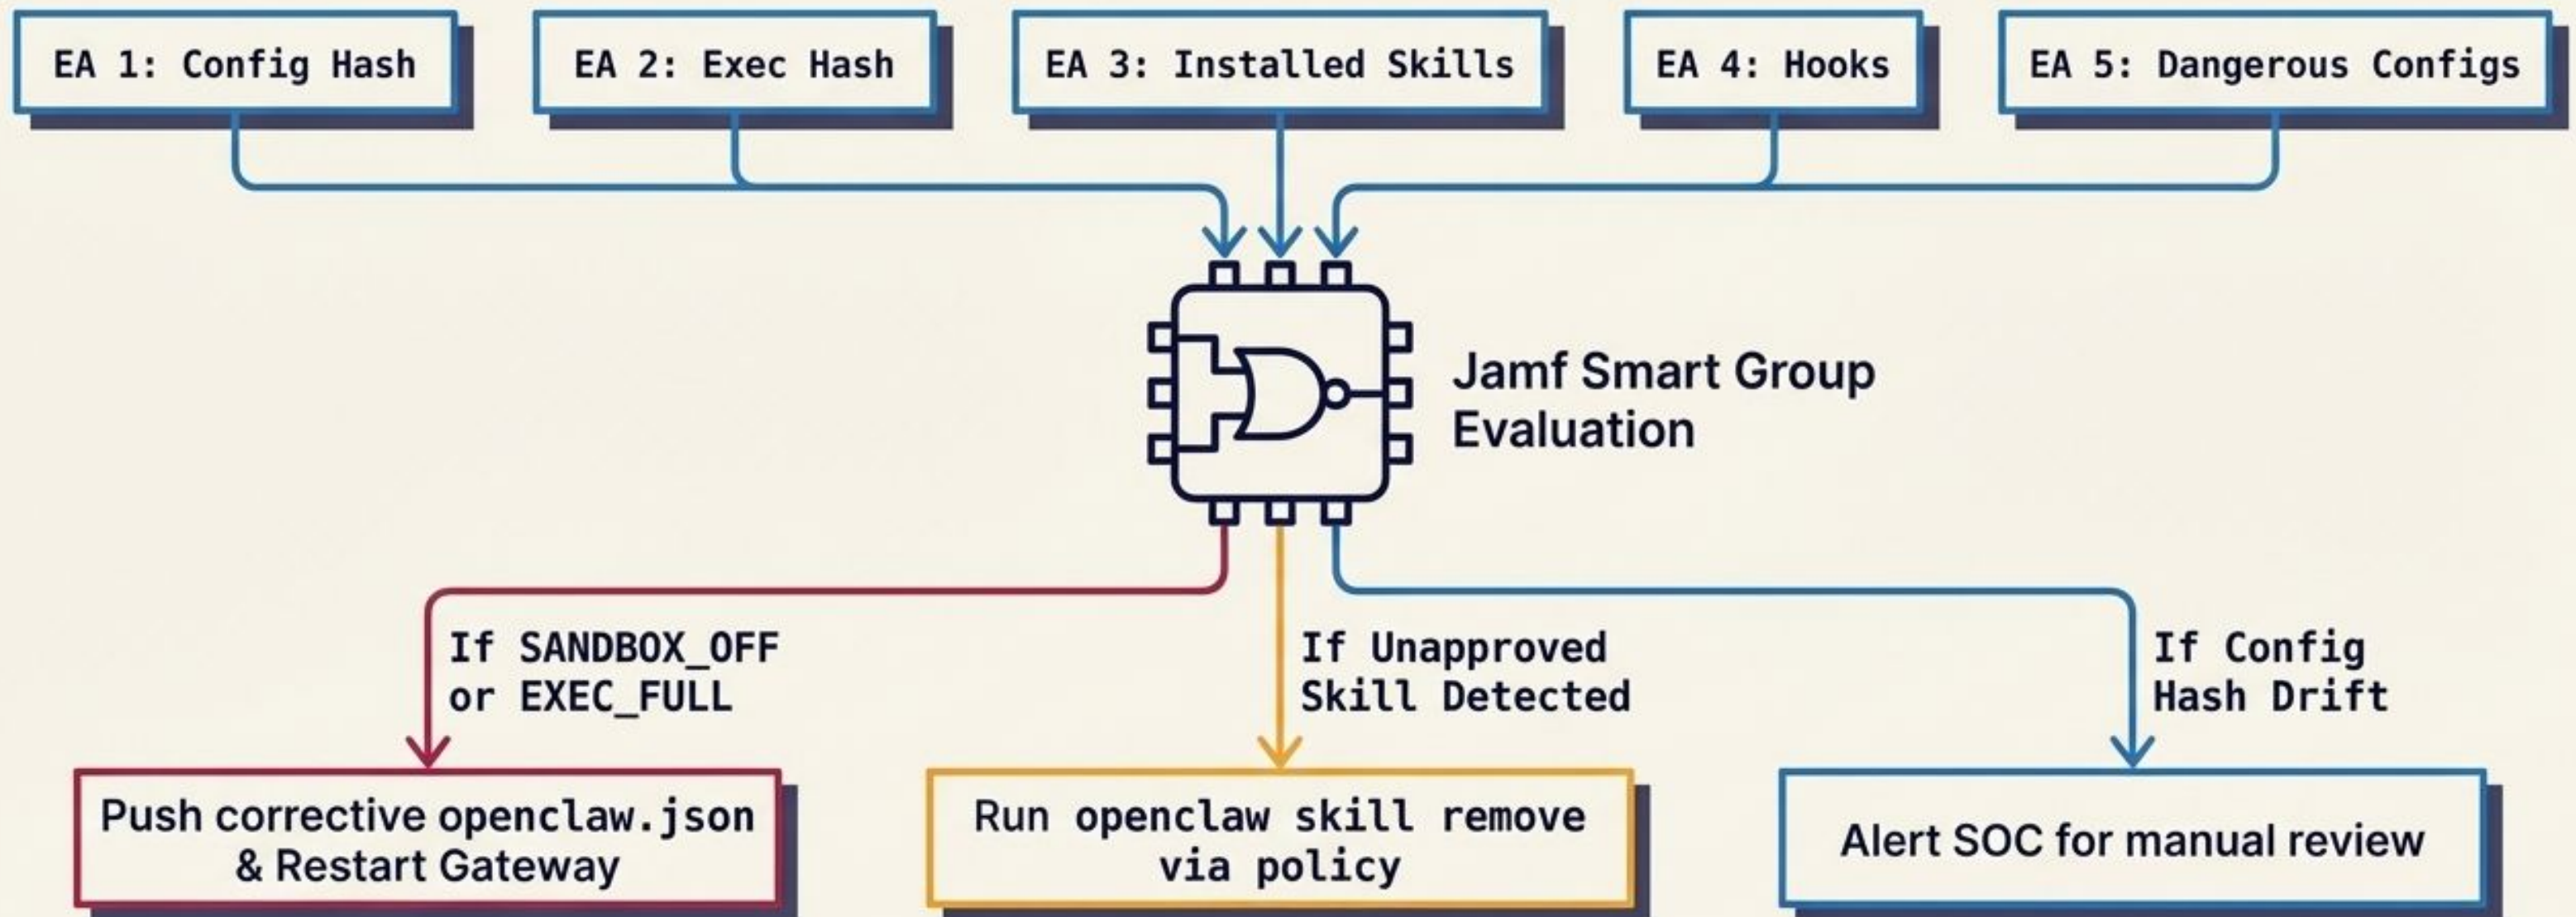 EA 1: Config Hash
EA 2: Exec Hash
EA 3: Installed Skills
EA 4: Hooks
EA 5: Dangerous Configs
Jamf Smart Group
Evaluation
If SANDBOX_OFF
or EXEC_FULL
If Unapproved
Skill Detected
If Config
Hash Drift
Push corrective openclaw.json
& Restart Gateway
Run openclaw skill remove
via policy
Alert SOC for manual review